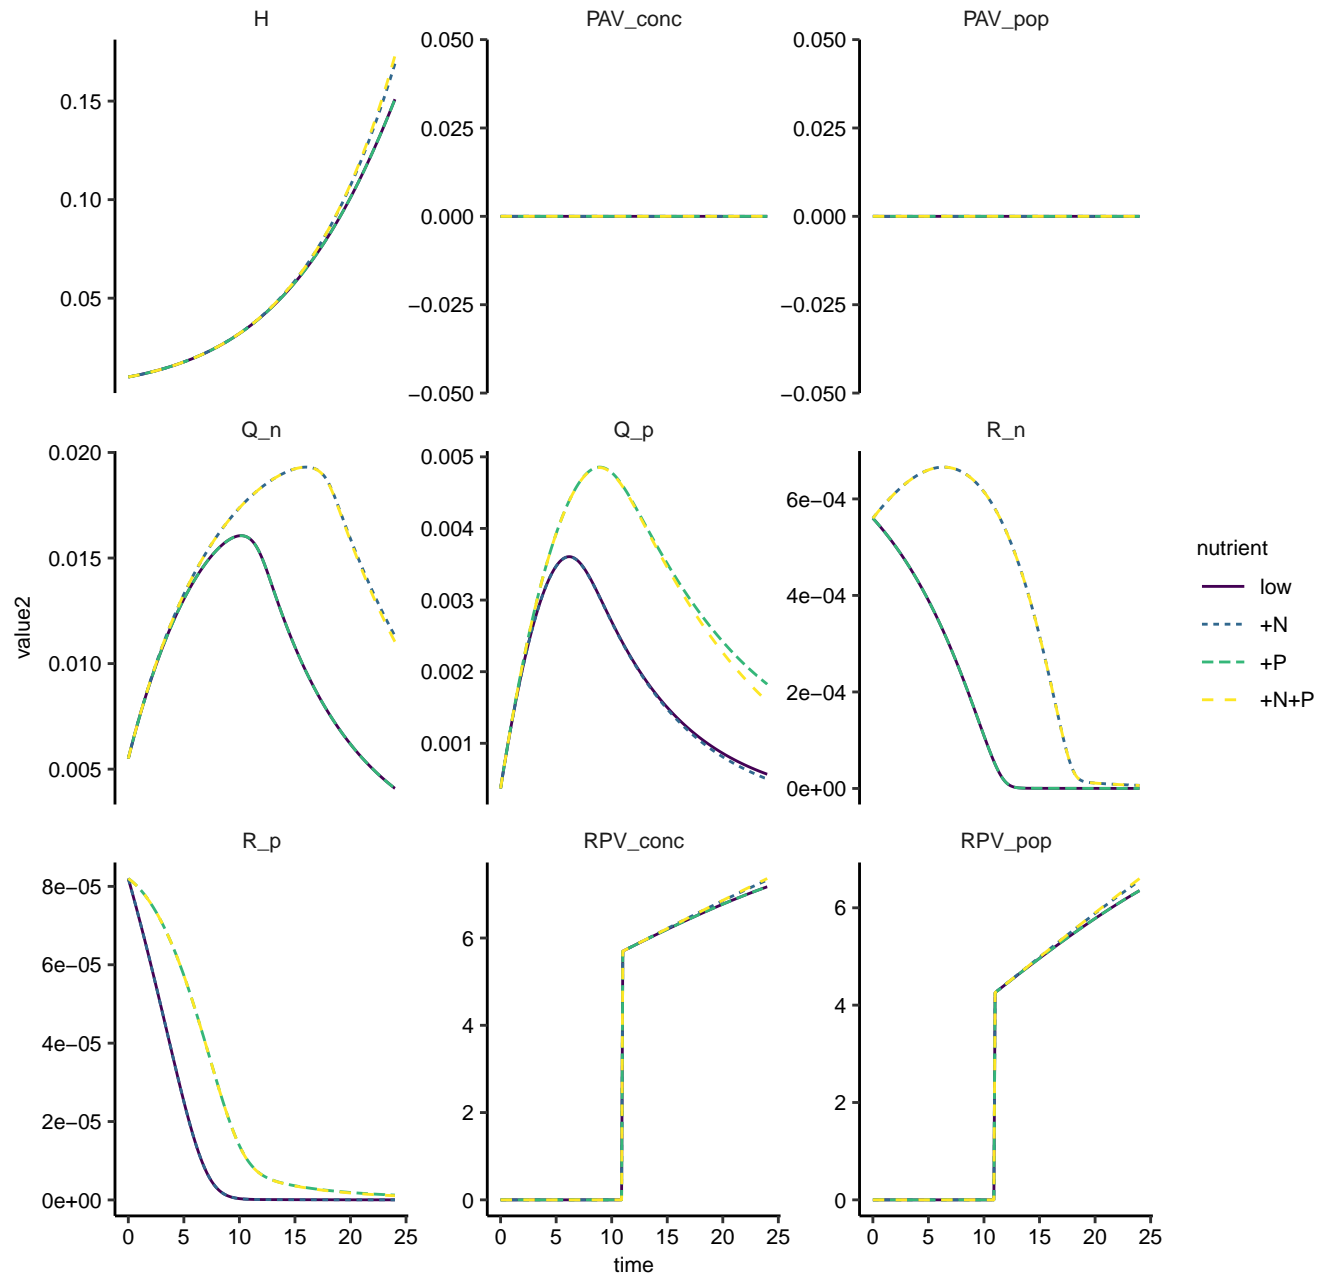 H
PAV_conc
PAV_pop
0.15
0.10
0.05
0.050
0.025
0.000
−0.025
−0.050
0.050
0.025
0.000
−0.025
−0.050
Q_n
Q_p
R_n
0.020
0.015
0.010
0.005
0.005
0.004
0.003
0.002
0.001
6e−04
4e−04
2e−04
0e+00
value2
nutrient
low
+N
+P
+N+P
R_p
RPV_conc
RPV_pop
8e−05
6e−05
4e−05
2e−05
0e+00
6
4
2
0
6
4
2
0
0 5 10 15 20 25
0 5 10 15 20 25
0 5 10 15 20 25
time